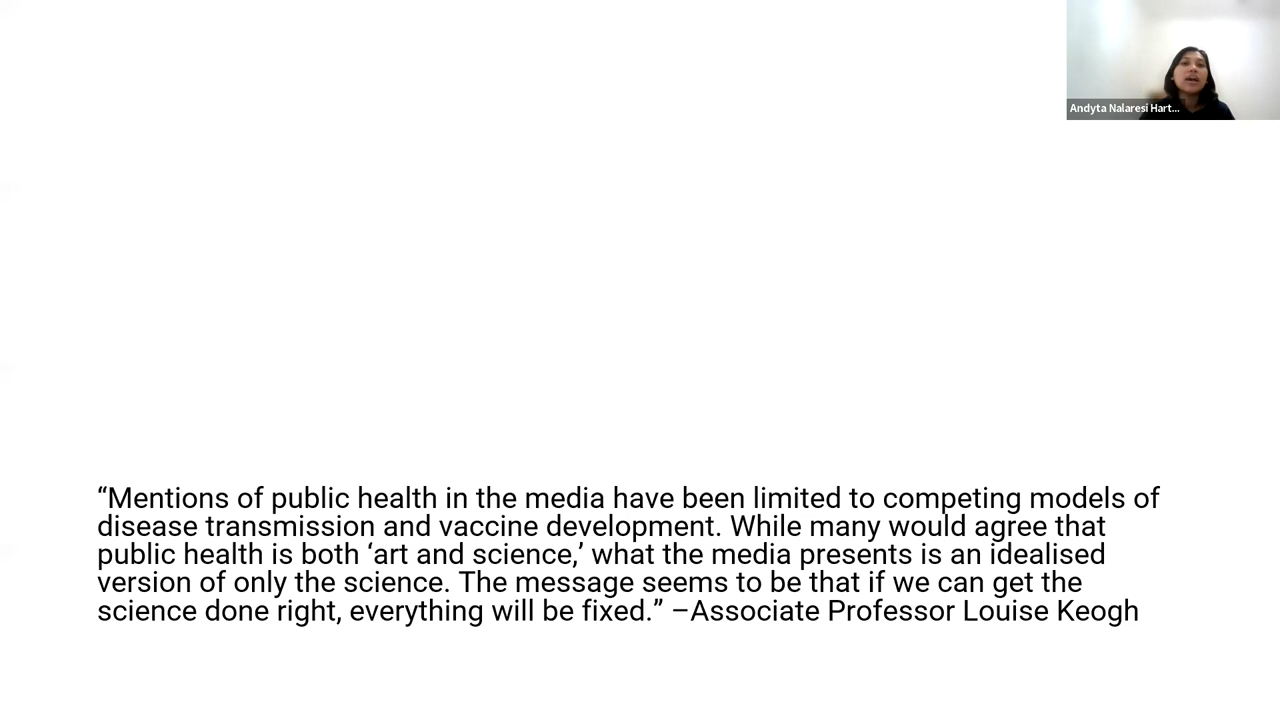 Andyta Nalaresi Hart...
“Mentions of public health in the media have been limited to competing models of
disease transmission and vaccine development. While many would agree that
public health is both ‘art and science,’ what the media presents is an idealised
version of only the science. The message seems to be that if we can get the
science done right, everything will be fixed.” –Associate Professor Louise Keogh